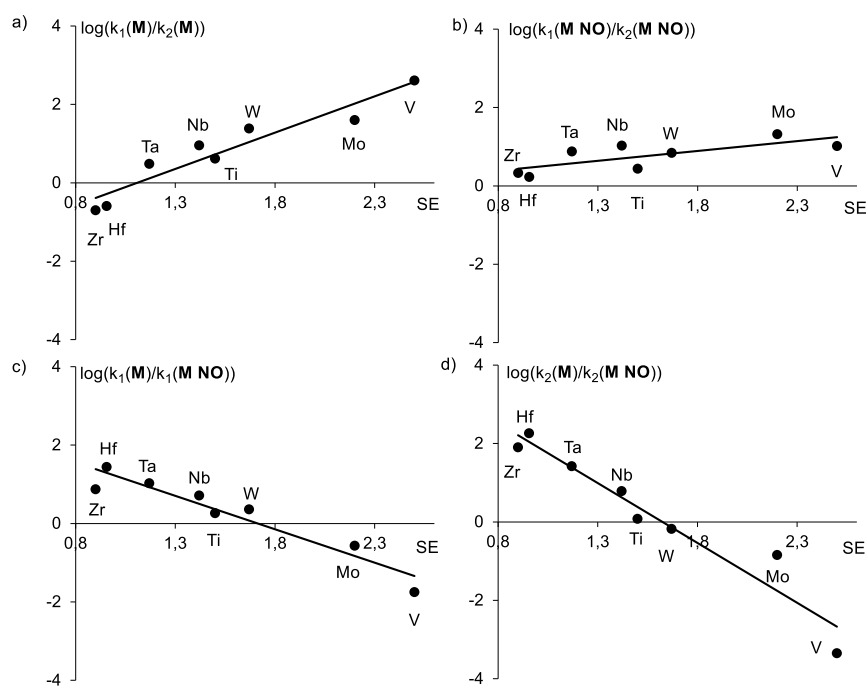 a)
log(k₁(M)/k₂(M))
4
2
0
-2
-4
0,8
1,3
1,8
2,3
SE
Zr
Hf
Ta
Nb
Ti
W
Mo
V
b)
log(k₁(M NO)/k₂(M NO))
4
2
0
-2
-4
0.8
1,3
1,8
2,3
SE
Zr
Hf
Ta
Nb
Ti
W
Mo
V
c)
log(k₁(M)/k₁(M NO))
4
2
0
-2
-4
0,8
1,3
1,8
2,3
SE
Zr
Hf
Ta
Nb
Ti
W
Mo
V
d)
log(k₂(M)/k₂(M NO))
4
2
0
-2
-4
0.8
1,3
1,8
2,3
SE
Hf
Zr
Ta
Nb
Ti
W
Mo
V